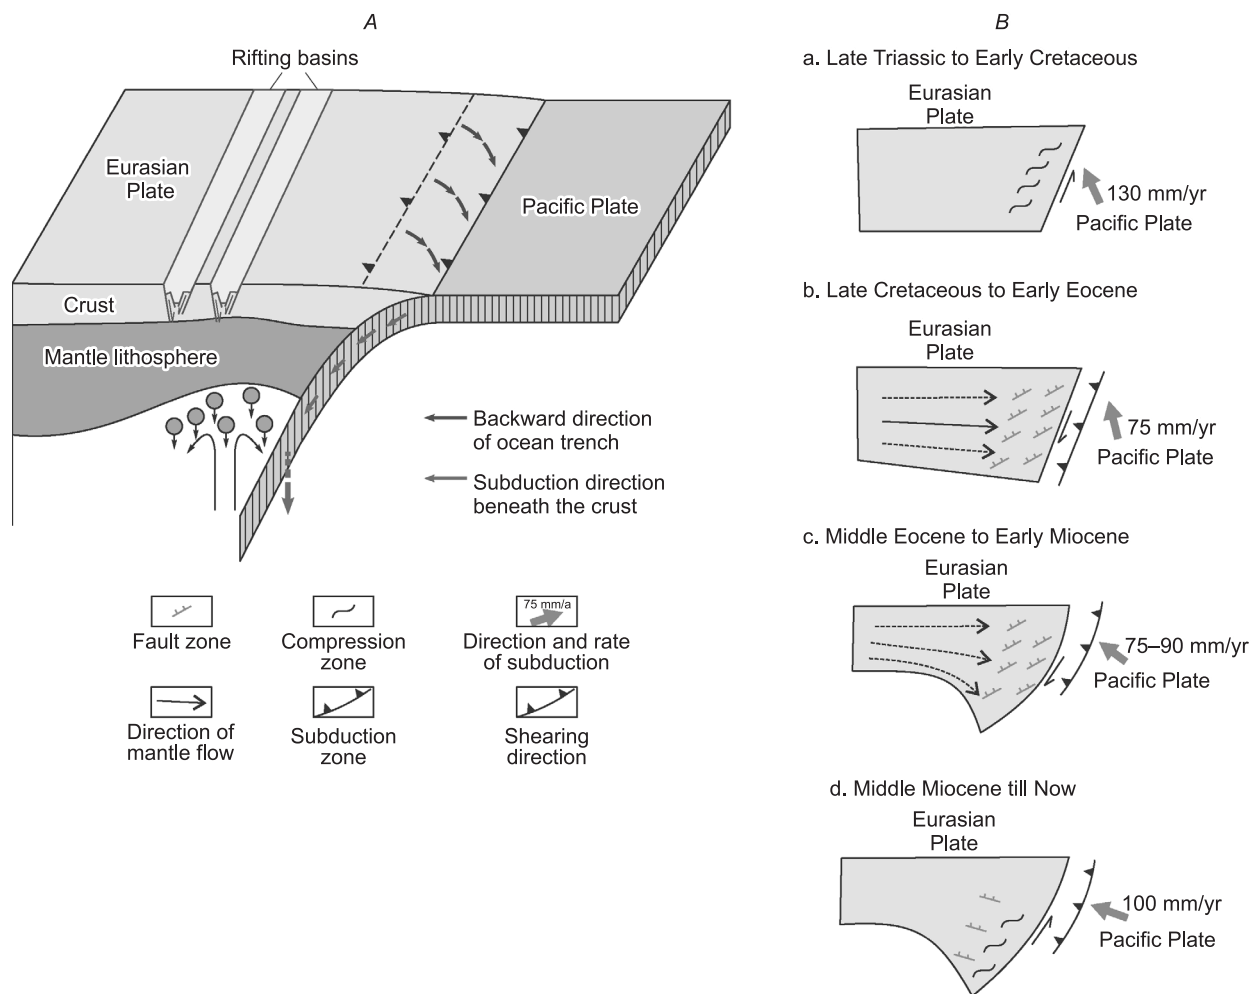 A
Rifting basins
Eurasian
Plate
Pacific Plate
Crust
Mantle lithosphere
Backward direction
of ocean trench
Subduction direction
beneath the crust
Fault zone
Compression
zone
75 mm/a
Direction and rate
of subduction
Direction of
mantle flow
Subduction
zone
Shearing
direction
B
a. Late Triassic to Early Cretaceous
Eurasian
Plate
130 mm/yr
Pacific Plate
b. Late Cretaceous to Early Eocene
Eurasian
Plate
75 mm/yr
Pacific Plate
c. Middle Eocene to Early Miocene
Eurasian
Plate
75–90 mm/yr
Pacific Plate
d. Middle Miocene till Now
Eurasian
Plate
100 mm/yr
Pacific Plate